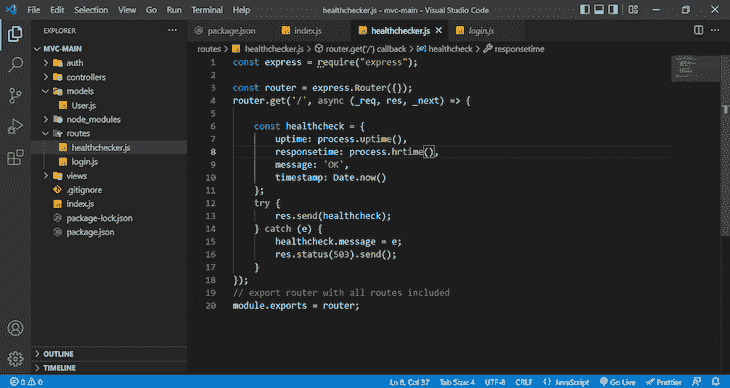 File Edit Selection View Go Run Terminal Help
healthchecker.js - mvc-main - Visual Studio Code
EXPLORER
MVC-MAIN
auth
controllers
models
User.js
node_modules
routes
healthchecker.js
login.js
views
.gitignore
index.js
package-lock.json
package.json
OUTLINE
TIMELINE
package.json index.js healthchecker.js login.js
routes > healthchecker.js > router.get('/') callback > healthcheck > responsetime
1 const express = require("express");
2
3 const router = express.Router({});
4 router.get('/', async (_req, res, _next) => {
5
6 const healthcheck = {
7 uptime: process.uptime(),
8 responsetime: process.hrtime(),
9 message: 'OK',
10 timestamp: Date.now()
11 };
12 try {
13 res.send(healthcheck);
14 } catch (e) {
15 healthcheck.message = e;
16 res.status(503).send();
17 }
18 });
19 // export router with all routes included
20 module.exports = router;
0 0 Ln 8, Col 37 Tab Size: 4 UTF-8 CRLF {} JavaScript Go Live Prettier